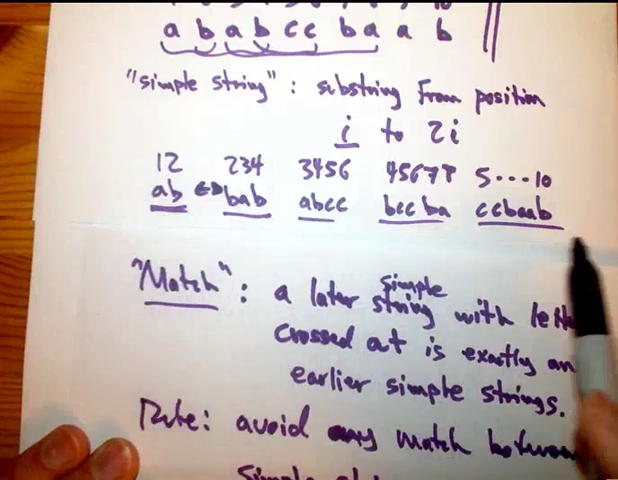 a b a b c c b a a b
"simple string" : substring From position
i to 2i
12 234 3456 45678 5...10
ab ↔ bab abcc bccba ccbaab
"Match" : a later simple string with
crossed out is exactly an
earlier simple strings.
Rule: avoid any match between